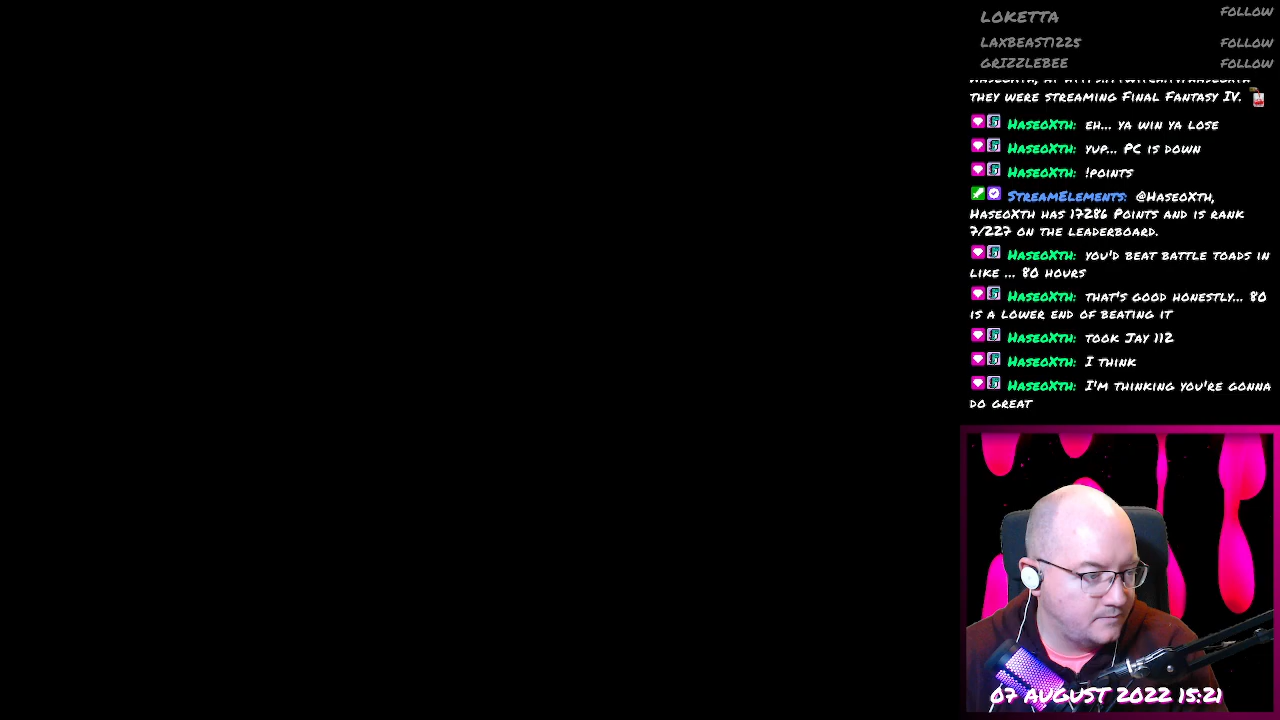 LOKETTA FOLLOW
LAXBEAST1225 FOLLOW
GRIZZLEBEE FOLLOW
THEY WERE STREAMING FINAL FANTASY IV.
HASEOXTH: EH... YA WIN YA LOSE
HASEOXTH: YUP... PC IS DOWN
HASEOXTH: !POINTS
STREAMELEMENTS: @HASEOXTH,
HASEOXTH HAS 17286 POINTS AND IS RANK
7/227 ON THE LEADERBOARD.
HASEOXTH: YOU'D BEAT BATTLE TOADS IN
LIKE ... 80 HOURS
HASEOXTH: THAT'S GOOD HONESTLY... 80
IS A LOWER END OF BEATING IT
HASEOXTH: TOOK JAY 112
HASEOXTH: I THINK
HASEOXTH: I'M THINKING YOU'RE GONNA
DO GREAT
07 AUGUST 2022 15:21